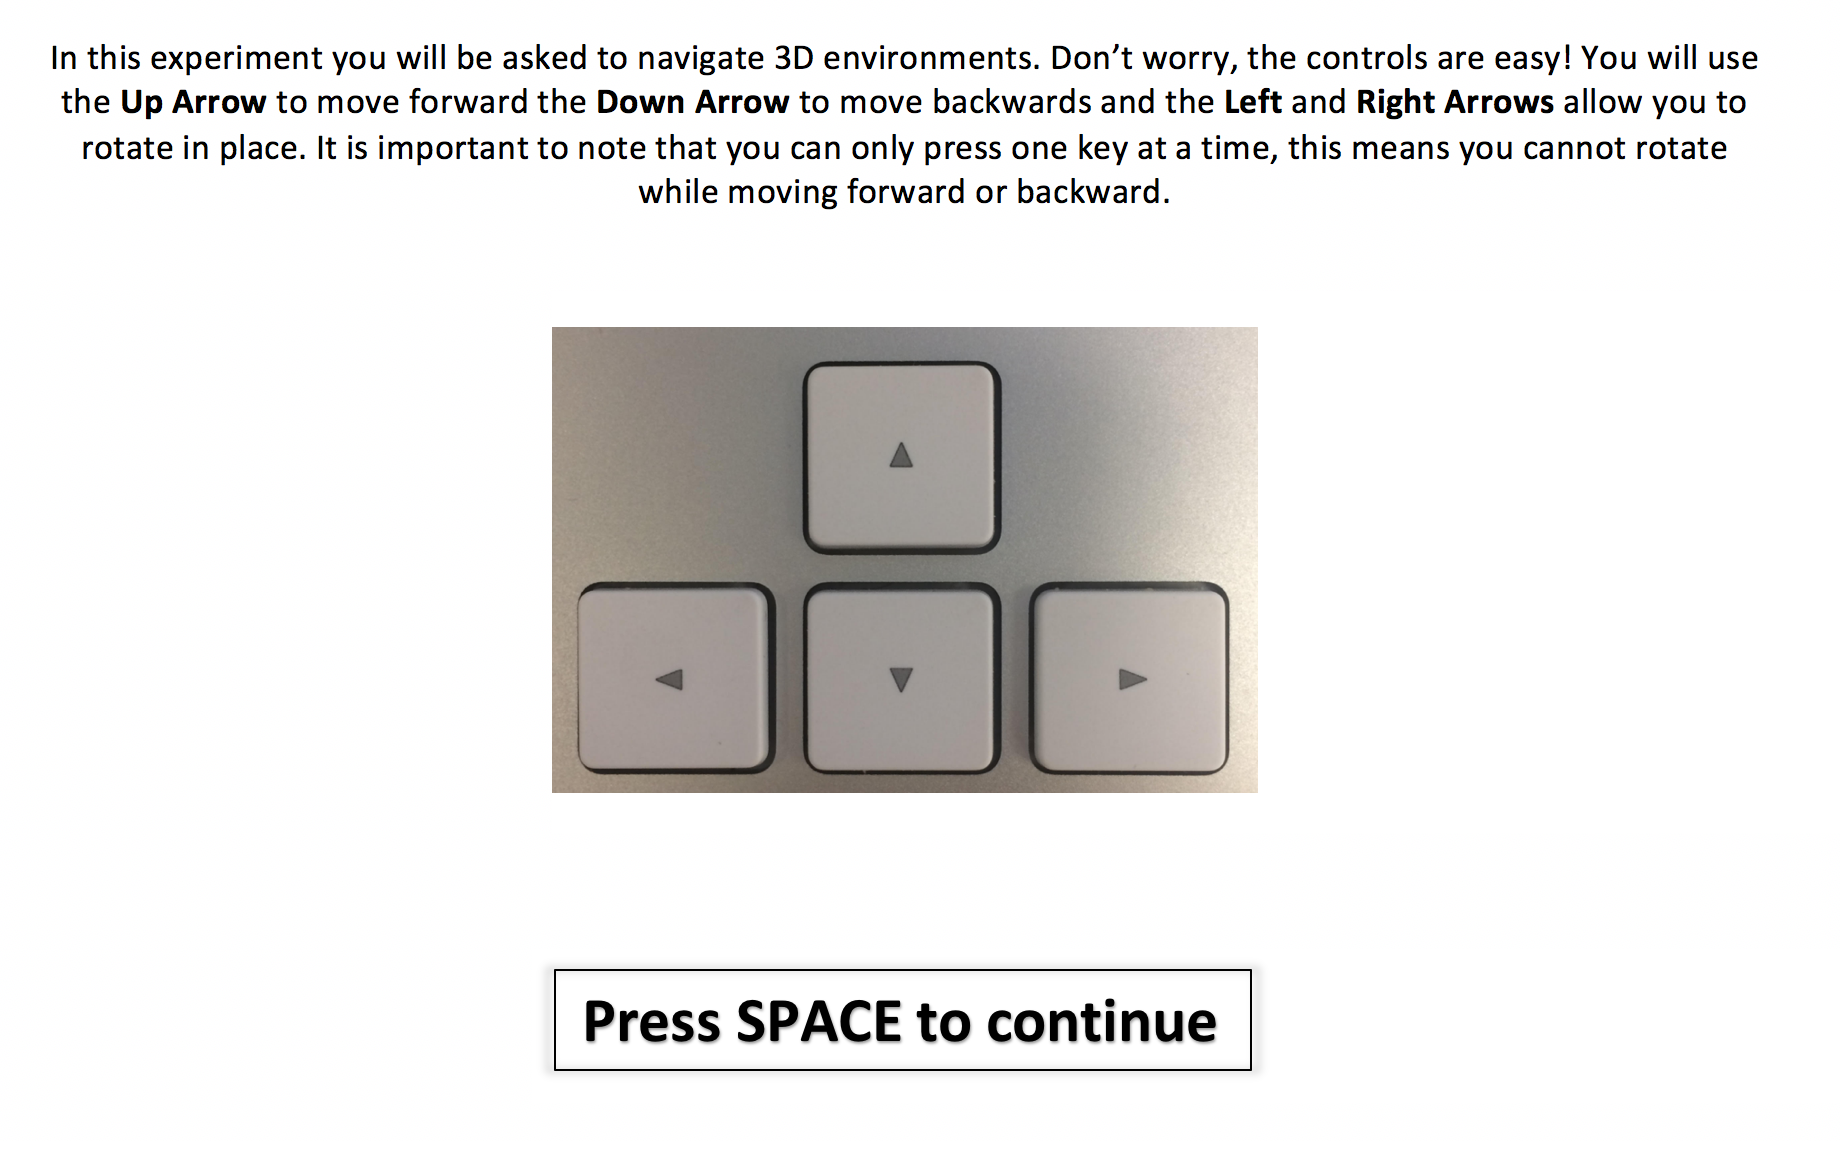 In this experiment you will be asked to navigate 3D environments. Don't worry, the controls are easy! You will use
the Up Arrow to move forward the Down Arrow to move backwards and the Left and Right Arrows allow you to
rotate in place. It is important to note that you can only press one key at a time, this means you cannot rotate
while moving forward or backward.
Press SPACE to continue